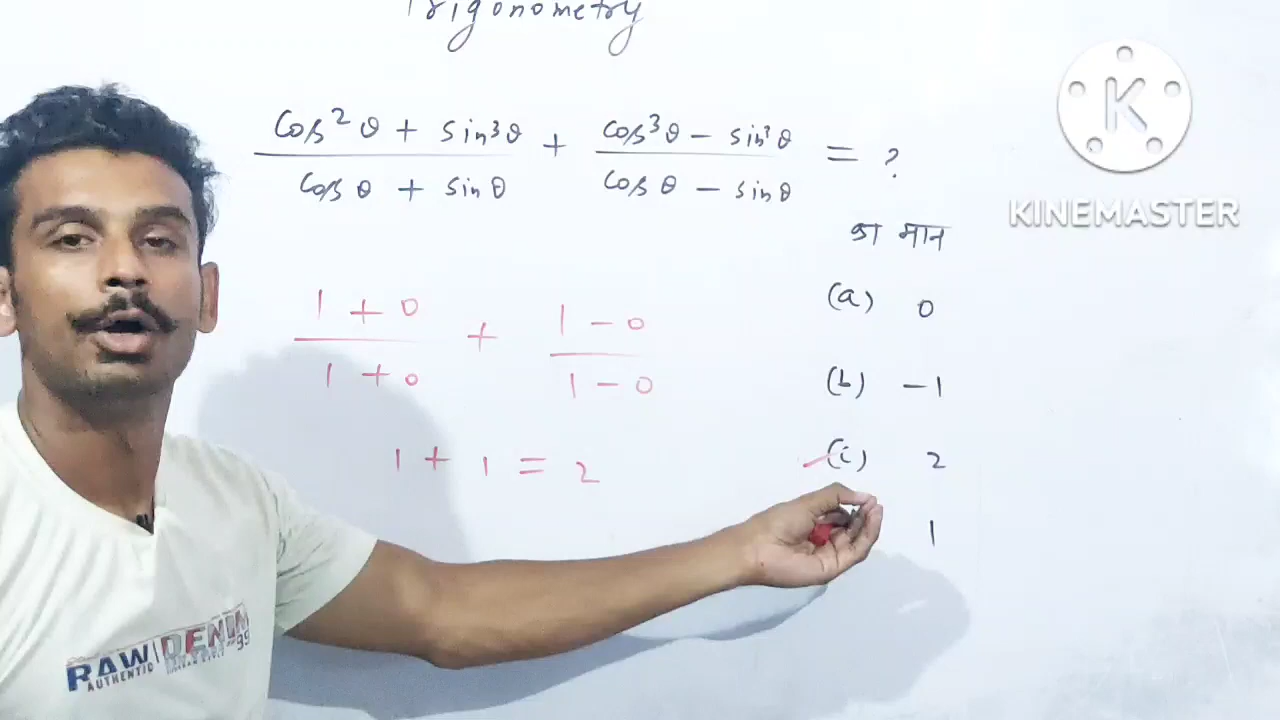 Trigonometry
cos²θ + sin³θ / cosθ + sinθ + cos³θ - sin³θ / cosθ - sinθ = ?
का मान
1 + 0 / 1 + 0 + 1 - 0 / 1 - 0
1 + 1 = 2
(a) 0
(b) -1
(c) 2
1
KINEMASTER
RAW DENIM
AUTHENTIC
99